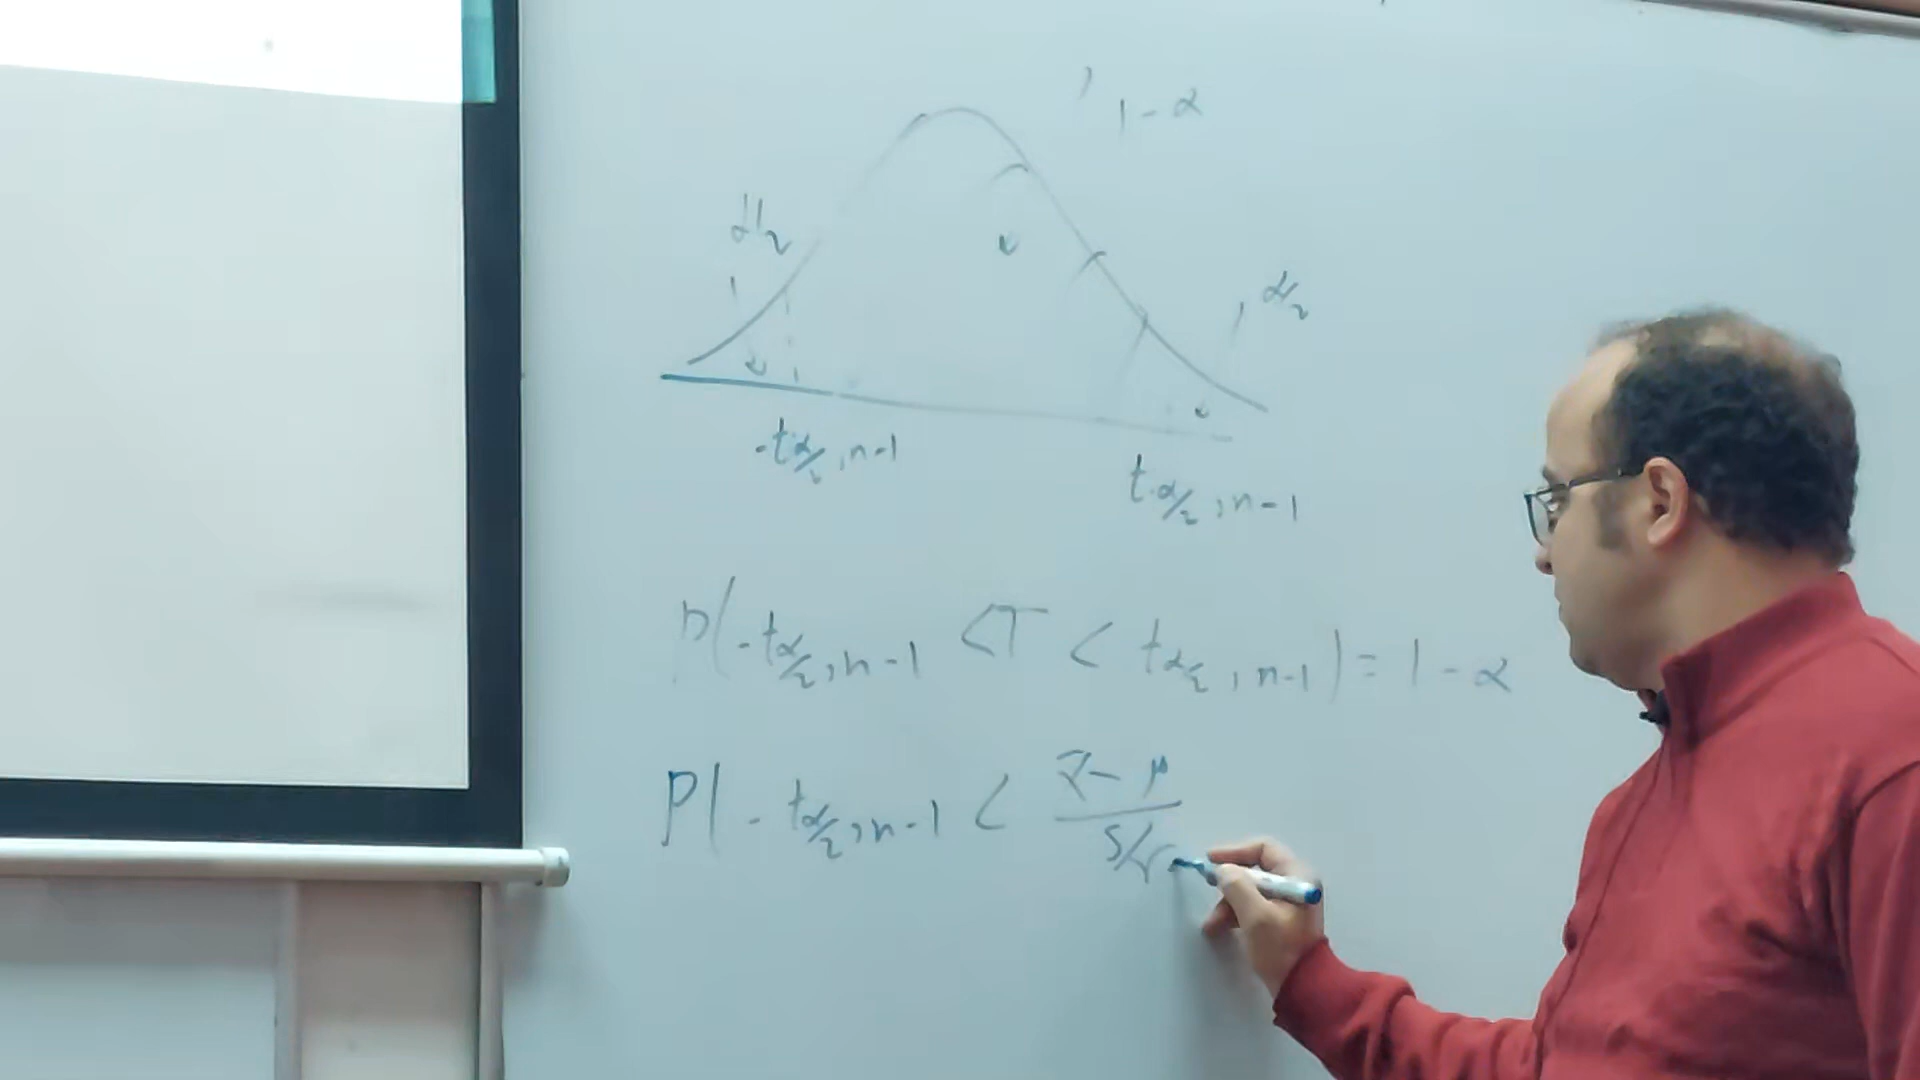 1-α
α/2
α/2
-tα/2,n-1
tα/2,n-1
P(-tα/2,n-1 <T< tα/2,n-1)=1-α
P(-tα/2,n-1 < x̄-μ
s/√